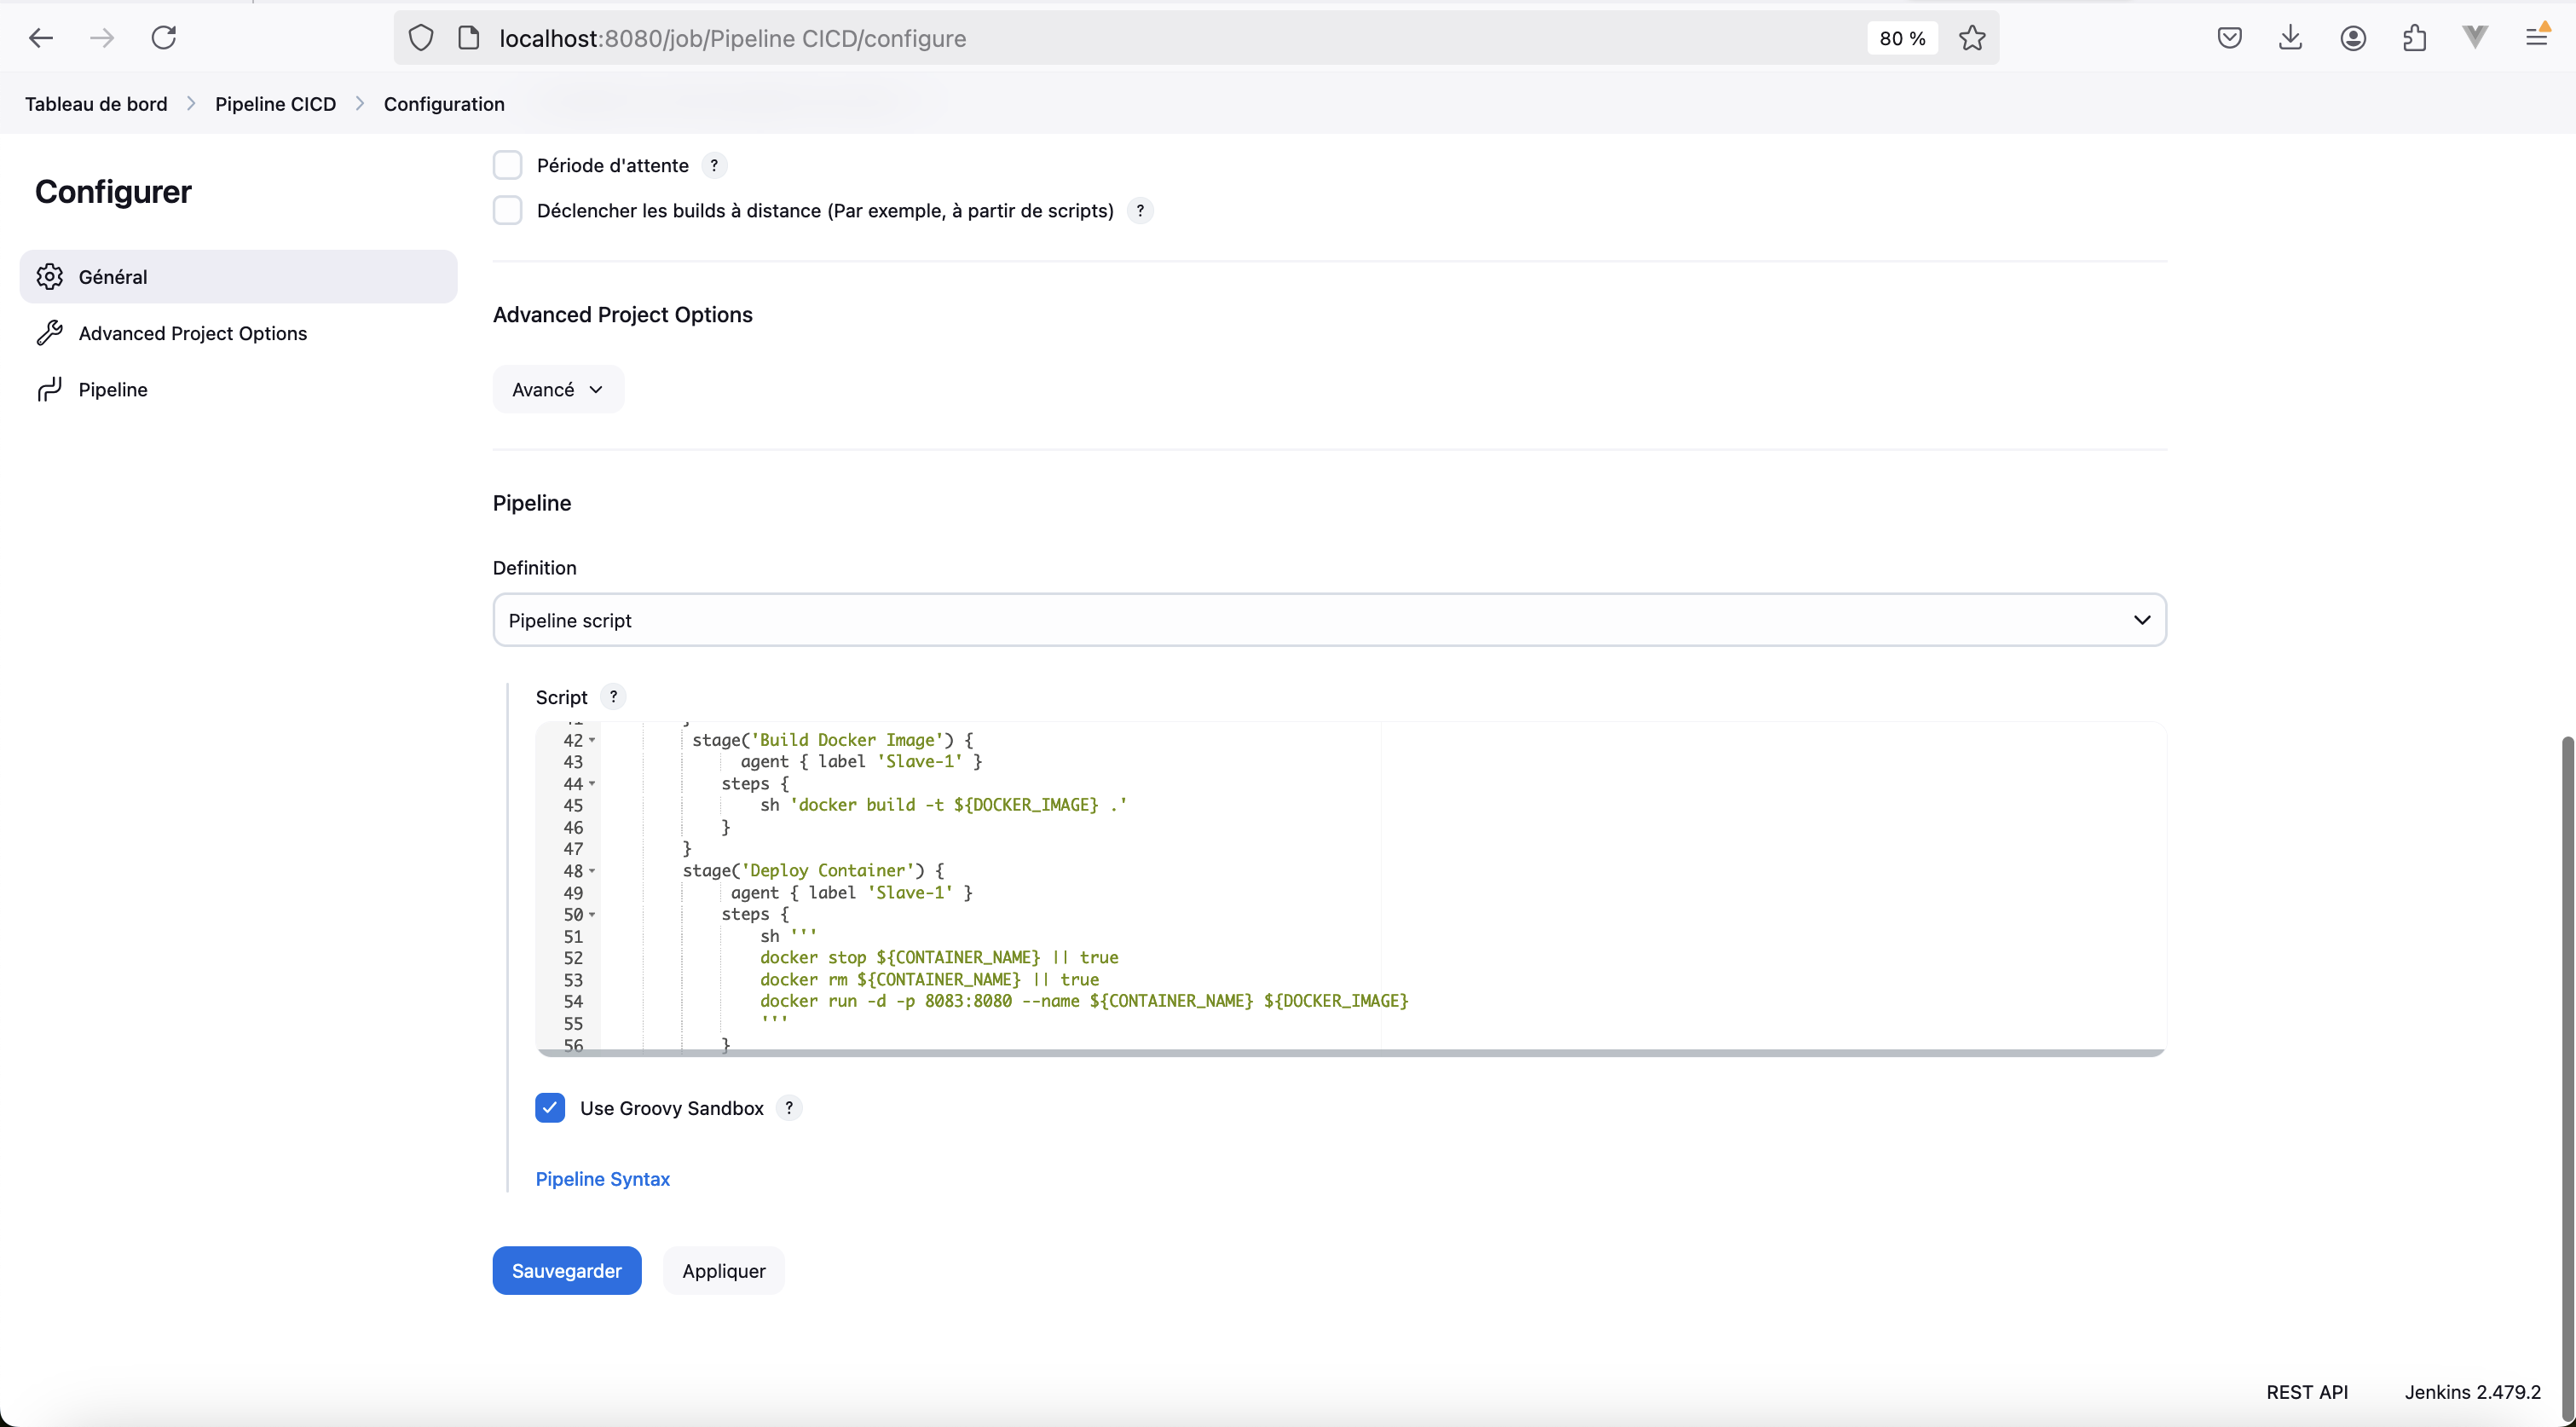 localhost:8080/job/Pipeline CICD/configure
80 %
Tableau de bord
Pipeline CICD
Configuration
Configurer
Général
Advanced Project Options
Pipeline
Période d'attente ?
Déclencher les builds à distance (Par exemple, à partir de scripts) ?
Advanced Project Options
Avancé
Pipeline
Definition
Pipeline script
Script ?
41 }
42 stage('Build Docker Image') {
43 agent { label 'Slave-1' }
44 steps {
45 sh 'docker build -t ${DOCKER_IMAGE} .'
46 }
47 }
48 stage('Deploy Container') {
49 agent { label 'Slave-1' }
50 steps {
51 sh '''
52 docker stop ${CONTAINER_NAME} || true
53 docker rm ${CONTAINER_NAME} || true
54 docker run -d -p 8083:8080 --name ${CONTAINER_NAME} ${DOCKER_IMAGE}
55 '''
56 }
Use Groovy Sandbox ?
Pipeline Syntax
Sauvegarder
Appliquer
REST API
Jenkins 2.479.2